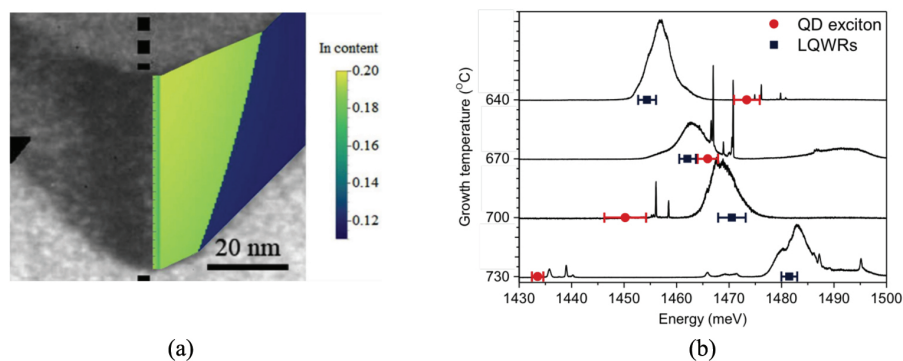 In content
0.20
0.18
0.16
0.14
0.12
20 nm
(a)
QD exciton
LQWRs
Growth temperature (°C)
640
670
700
730
1430 1440 1450 1460 1470 1480 1490 1500
Energy (meV)
(b)